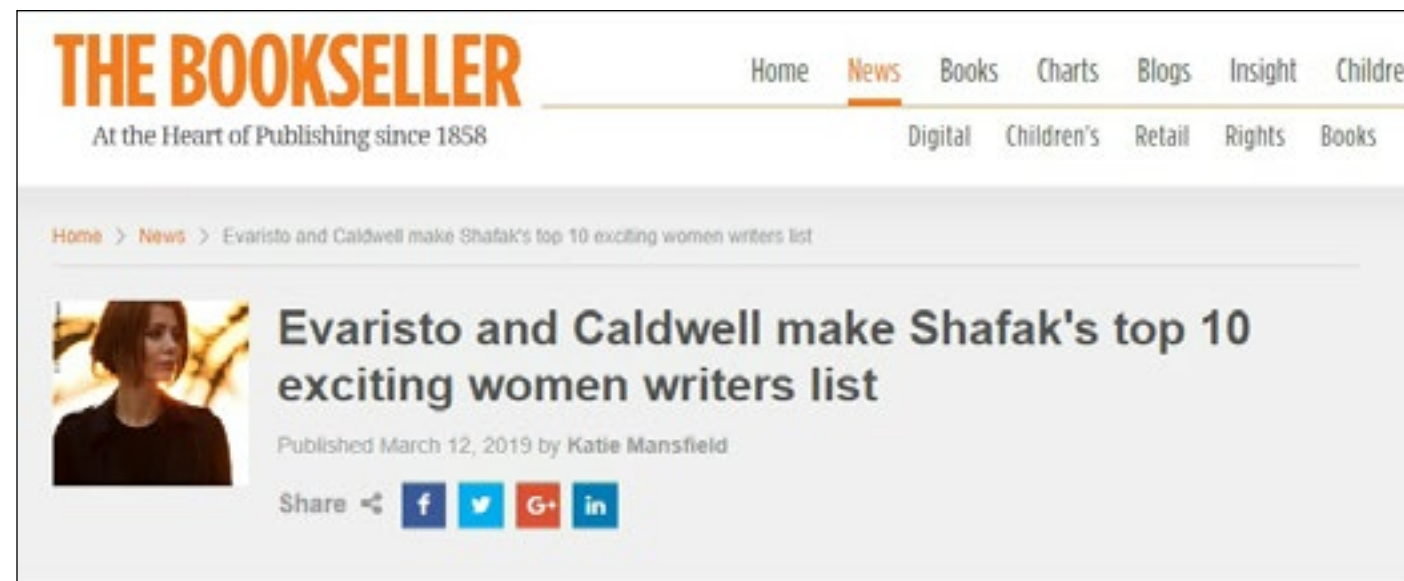 THE BOOKSELLER
At the Heart of Publishing since 1858
Home News Books Charts Blogs Insight Childre
Digital Children's Retail Rights Books
Home > News > Evaristo and Caldwell make Shafak's top 10 exciting women writers list
Evaristo and Caldwell make Shafak's top 10
exciting women writers list
Published March 12, 2019 by Katie Mansfield
Share f G+ in